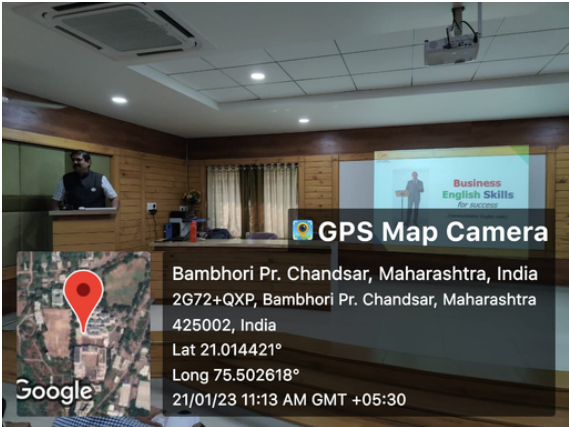 Business
English Skills
for success
GPS Map Camera
Bambhori Pr. Chandsar, Maharashtra, India
2G72+QXP, Bambhori Pr. Chandsar, Maharashtra
425002, India
Lat 21.014421°
Long 75.502618°
21/01/23 11:13 AM GMT +05:30
Google